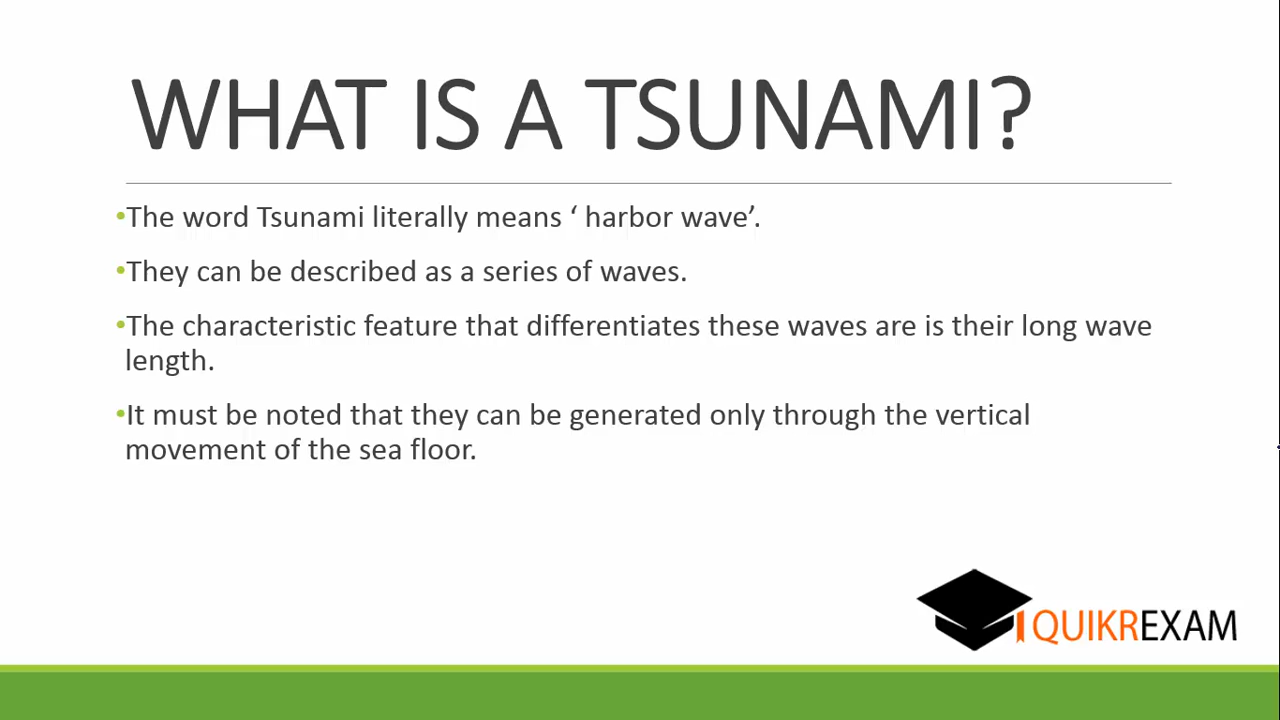 WHAT IS A TSUNAMI?
•The word Tsunami literally means ‘ harbor wave’.
•They can be described as a series of waves.
•The characteristic feature that differentiates these waves are is their long wave
length.
•It must be noted that they can be generated only through the vertical
movement of the sea floor.
QUIKREXAM